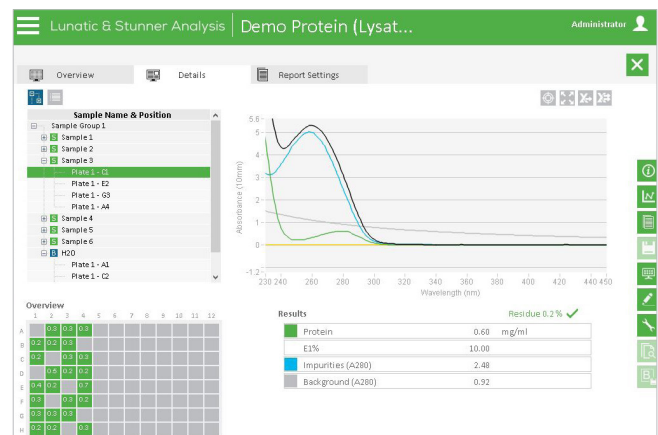 Lunatic & Stunner Analysis Demo Protein (Lysat... Administrator
Overview Details Report Settings
Sample Name & Position
Sample Group 1
S Sample 1
S Sample 2
S Sample 3
Plate 1 - C1
Plate 1 - E2
Plate 1 - G3
Plate 1 - A4
S Sample 4
S Sample 5
S Sample 6
B H2O
Plate 1 - A1
Plate 1 - C2
Absorbance (10mm)
5.8
5
4
3
2
1
0
-1.2
230 240 260 280 300 320 340 360 380 400 420 440 450
Wavelength (nm)
Overview
1 2 3 4 5 6 7 8 9 10 11 12
A 0.3 0.3 0.3
B 0.2 0.2 0.3
C 0.2 0.3 0.3
D 0.6 0.2 0.2
E 0.4 0.2 0.7
F 0.3 0.3 0.2
G 0.3 0.3 0.3
H 0.2 0.2 0.3
Results Residue 0.2 %
Protein 0.60 mg/ml
E1% 10.00
Impurities (A280) 2.48
Background (A280) 0.92